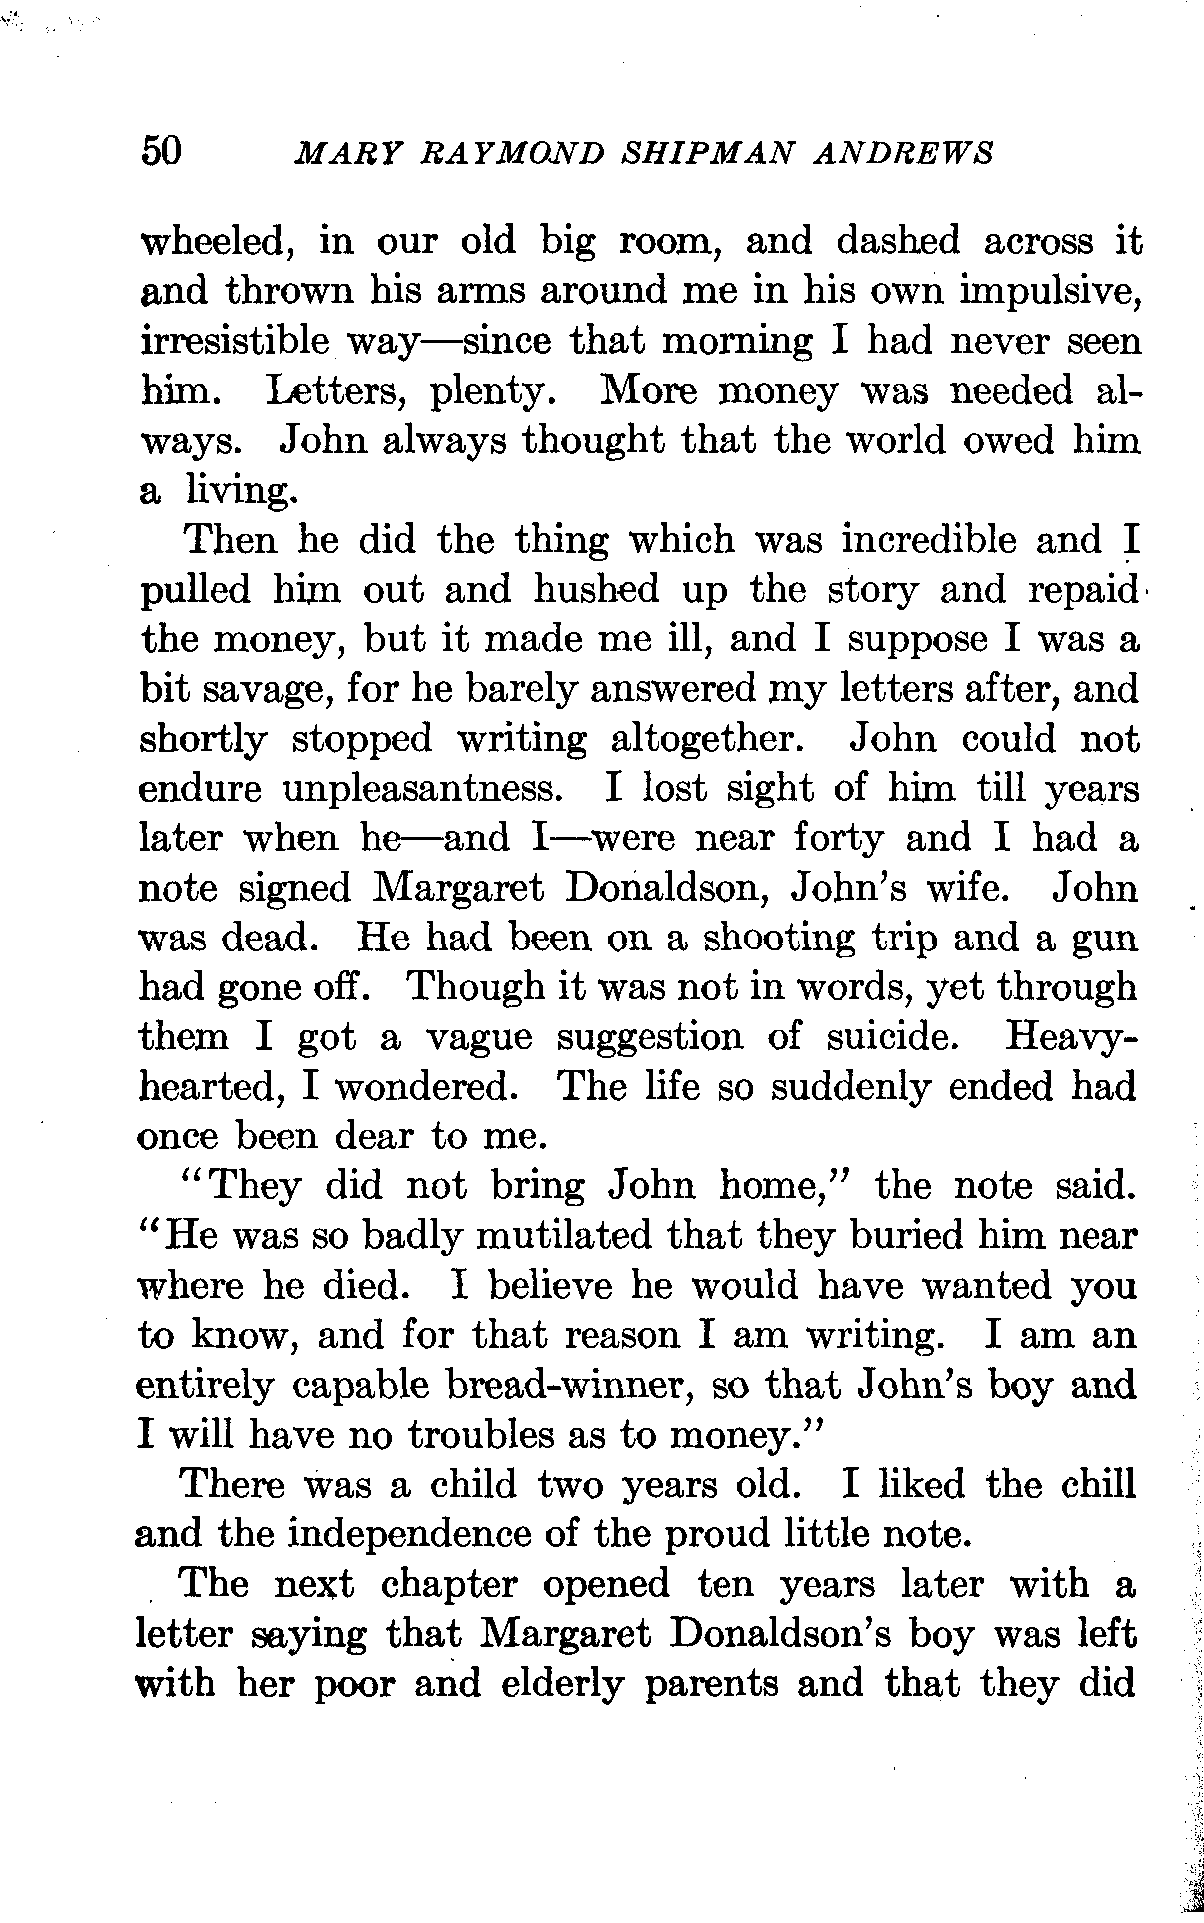 50 MARY RAYMOND SHIPMAN ANDREWS
wheeled, in our old big room, and dashed across it
and thrown his arms around me in his own impulsive,
irresistible way—since that morning I had never seen
him. Letters, plenty. More money was needed al-
ways. John always thought that the world owed him
a living.
Then he did the thing which was incredible and I
pulled him out and hushed up the story and repaid
the money, but it made me ill, and I suppose I was a
bit savage, for he barely answered my letters after, and
shortly stopped writing altogether. John could not
endure unpleasantness. I lost sight of him till years
later when he—and I—were near forty and I had a
note signed Margaret Donaldson, John's wife. John
was dead. He had been on a shooting trip and a gun
had gone off. Though it was not in words, yet through
them I got a vague suggestion of suicide. Heavy-
hearted, I wondered. The life so suddenly ended had
once been dear to me.
"They did not bring John home," the note said.
"He was so badly mutilated that they buried him near
where he died. I believe he would have wanted you
to know, and for that reason I am writing. I am an
entirely capable bread-winner, so that John's boy and
I will have no troubles as to money."
There was a child two years old. I liked the chill
and the independence of the proud little note.
The next chapter opened ten years later with a
letter saying that Margaret Donaldson's boy was left
with her poor and elderly parents and that they did